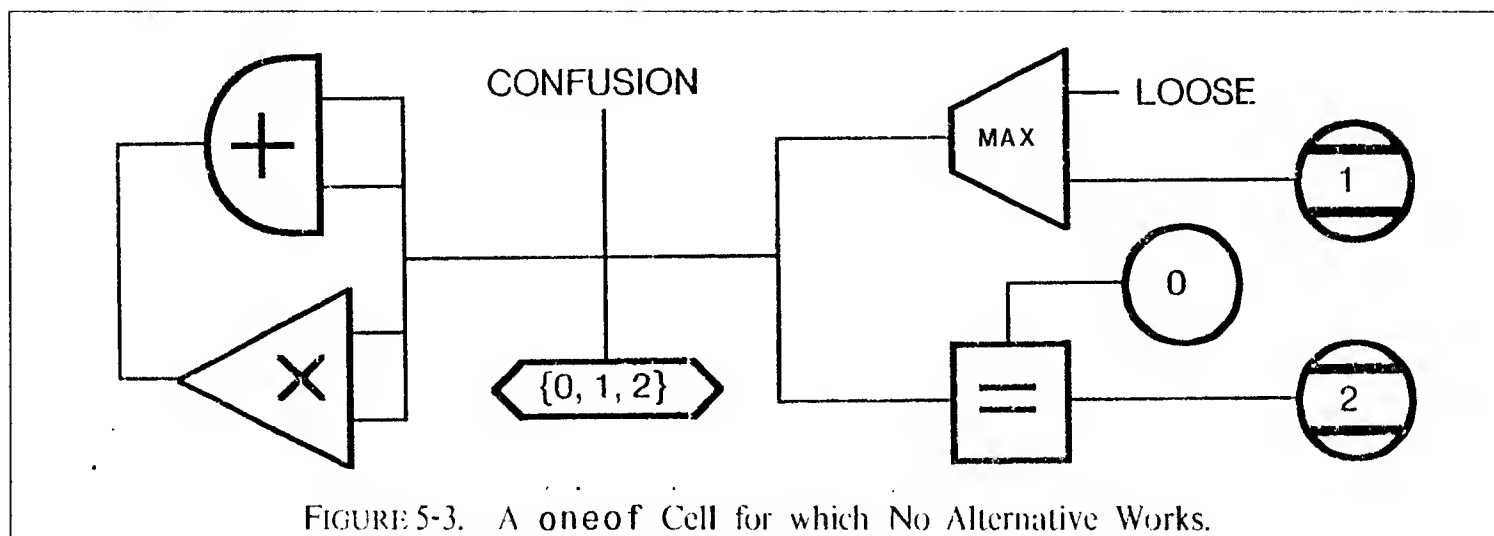 CONFUSION
LOOSE
+
MAX
1
0
×
{0, 1, 2}
=
2
FIGURE 5-3. A oneof Cell for which No Alternative Works.